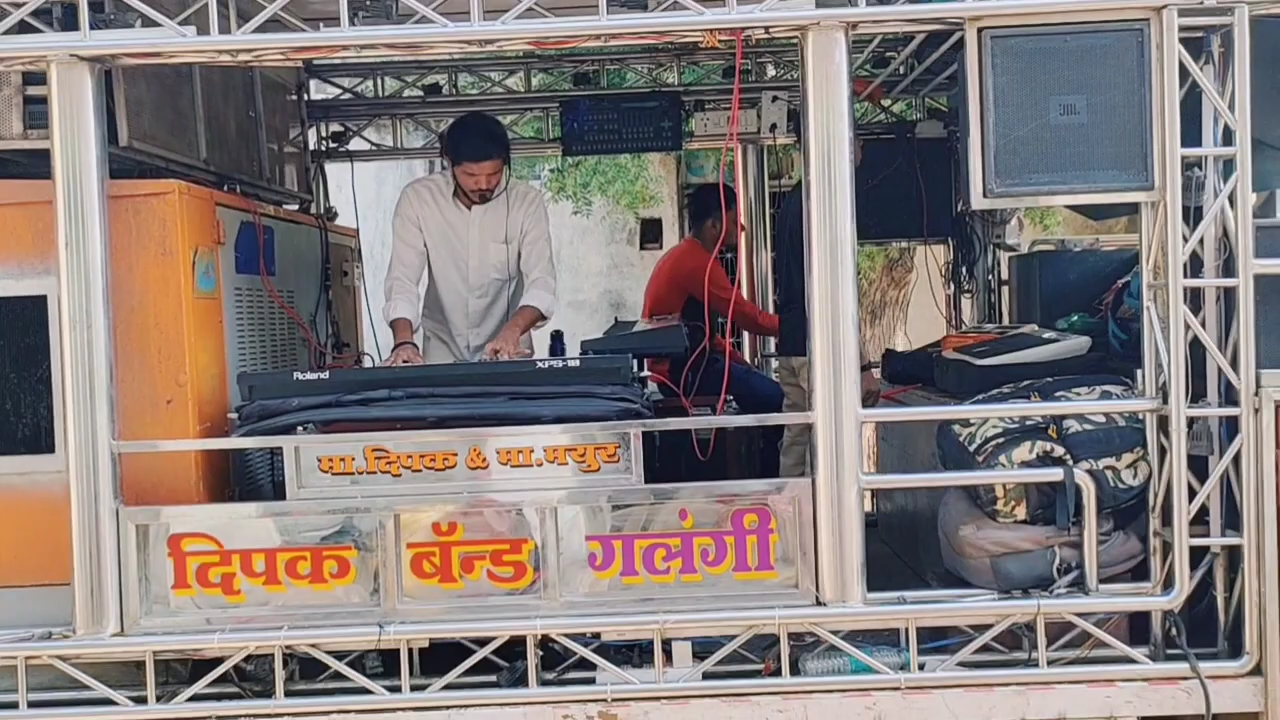 JBL
Roland XPS-10
मा.दिपक & मा.मयुर
दिपक बॅन्ड गलंगी